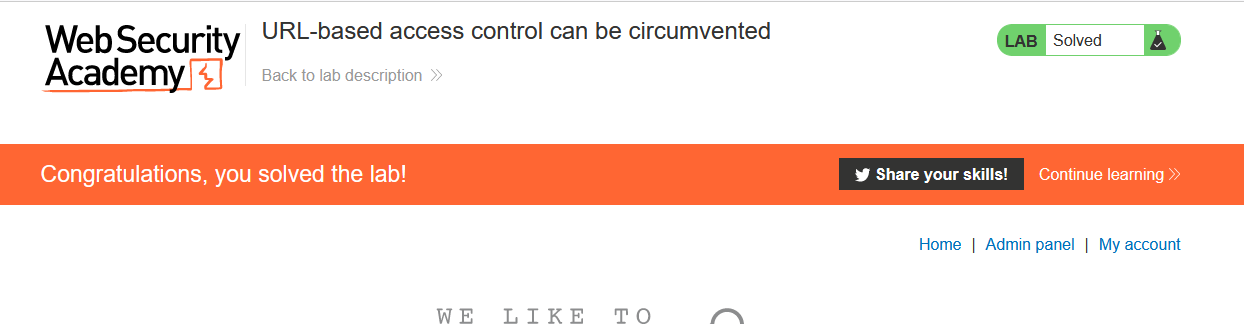 Web Security
Academy
URL-based access control can be circumvented
Back to lab description
LAB Solved
Congratulations, you solved the lab!
Share your skills!
Continue learning
Home | Admin panel | My account
WE LIKE TO